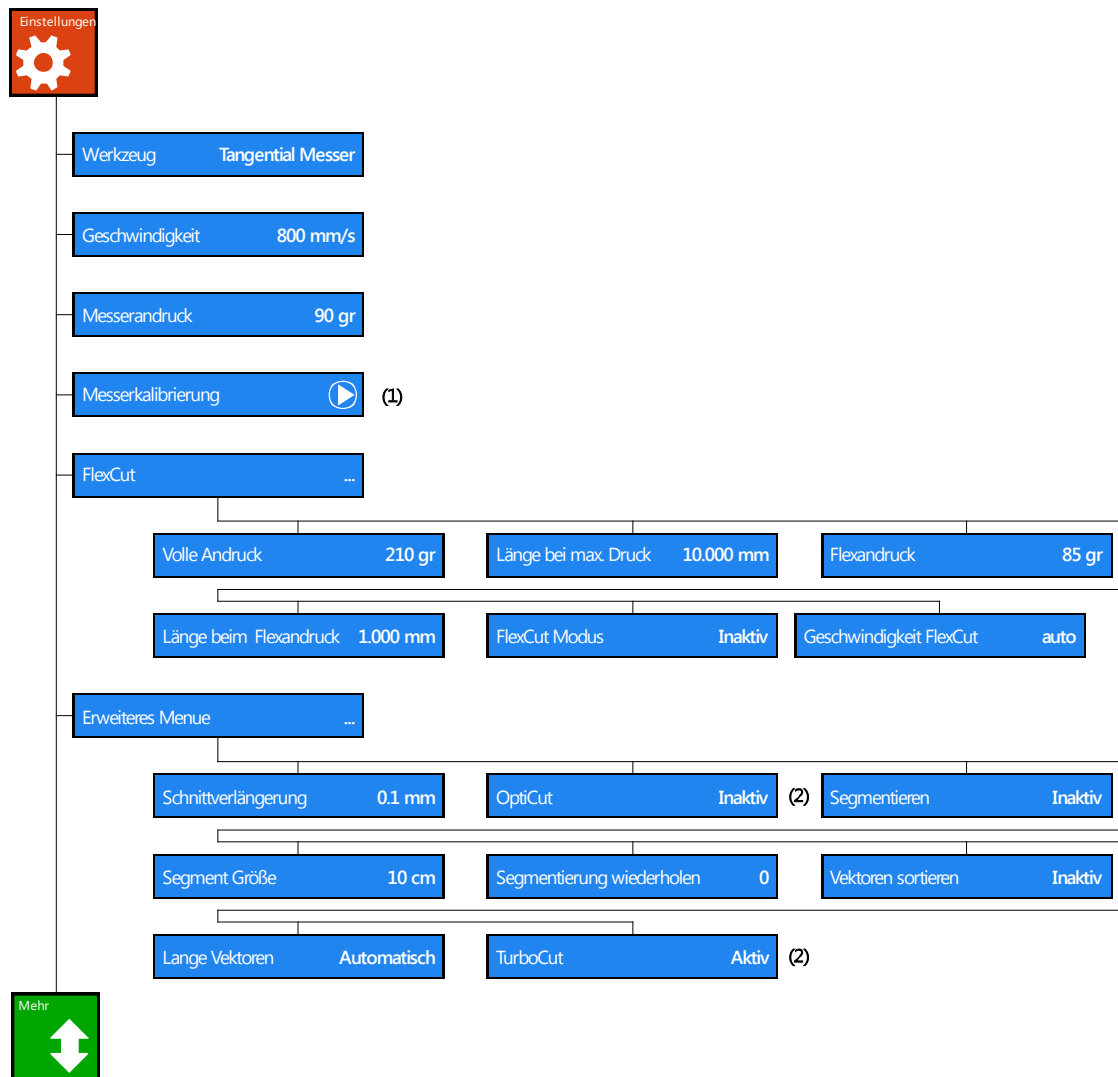 Einstellungen
Werkzeug Tangential Messer
Geschwindigkeit 800 mm/s
Messerandruck 90 gr
Messerkalibrierung (1)
FlexCut ...
Volle Andruck 210 gr Länge bei max. Druck 10.000 mm Flexandruck 85 gr
Länge beim Flexandruck 1.000 mm FlexCut Modus Inaktiv Geschwindigkeit FlexCut auto
Erweiteres Menue ...
Schnittverlängerung 0.1 mm OptiCut Inaktiv (2) Segmentieren Inaktiv
Segment Größe 10 cm Segmentierung wiederholen 0 Vektoren sortieren Inaktiv
Lange Vektoren Automatisch TurboCut Aktiv (2)
Mehr